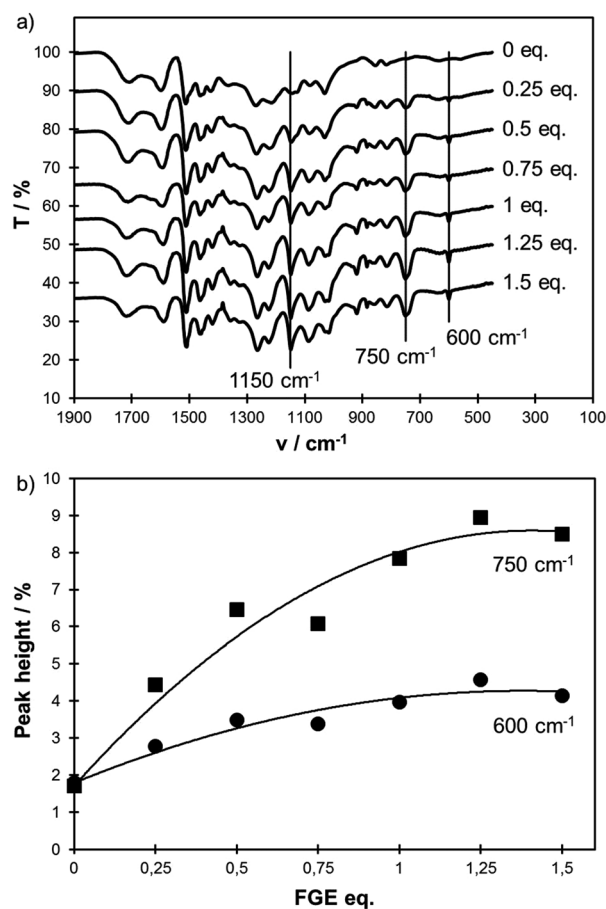 a)
T / %
100
90
80
70
60
50
40
30
20
10
0 eq.
0.25 eq.
0.5 eq.
0.75 eq.
1 eq.
1.25 eq.
1.5 eq.
1150 cm-1
750 cm-1
600 cm-1
1900 1700 1500 1300 1100 900 700 500 300 100
v / cm-1
b)
Peak height / %
10
9
8
7
6
5
4
3
2
1
0
750 cm-1
600 cm-1
0 0,25 0,5 0,75 1 1,25 1,5
FGE eq.